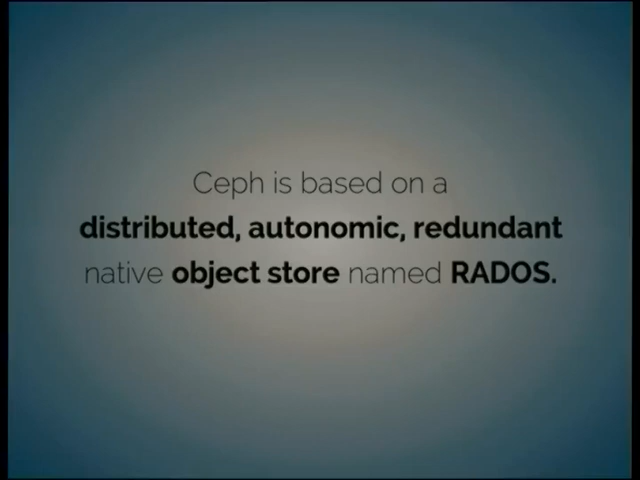 Ceph is based on a
distributed, autonomic, redundant
native object store named RADOS.